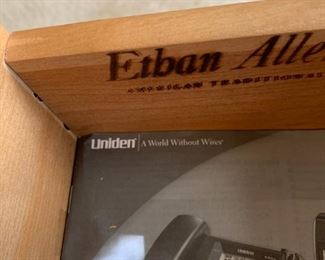 Ethan Alle
AMERICAN TRADITIONAL
Uniden | A World Without Wires®